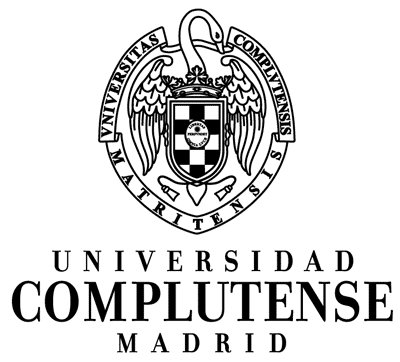 VNIVERSITAS
COMPLVTENSIS
MATRITENSIS
UNIVERSIDAD
COMPLUTENSE
MADRID